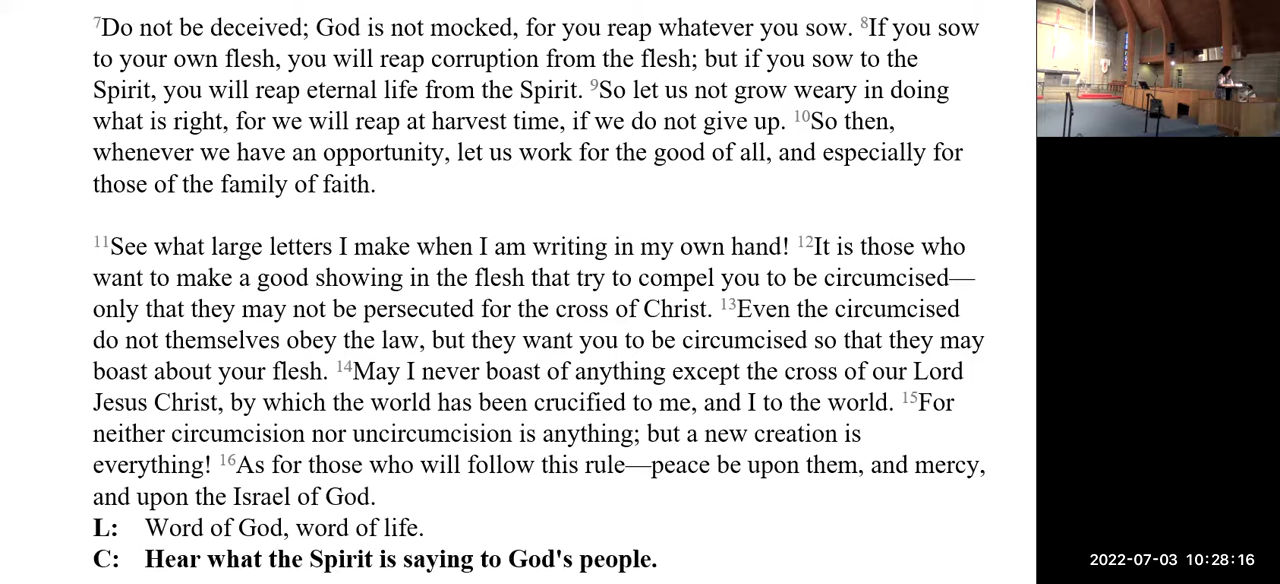 7Do not be deceived; God is not mocked, for you reap whatever you sow. 8If you sow
to your own flesh, you will reap corruption from the flesh; but if you sow to the
Spirit, you will reap eternal life from the Spirit. 9So let us not grow weary in doing
what is right, for we will reap at harvest time, if we do not give up. 10So then,
whenever we have an opportunity, let us work for the good of all, and especially for
those of the family of faith.
11See what large letters I make when I am writing in my own hand! 12It is those who
want to make a good showing in the flesh that try to compel you to be circumcised—
only that they may not be persecuted for the cross of Christ. 13Even the circumcised
do not themselves obey the law, but they want you to be circumcised so that they may
boast about your flesh. 14May I never boast of anything except the cross of our Lord
Jesus Christ, by which the world has been crucified to me, and I to the world. 15For
neither circumcision nor uncircumcision is anything; but a new creation is
everything! 16As for those who will follow this rule—peace be upon them, and mercy,
and upon the Israel of God.
L: Word of God, word of life.
C: Hear what the Spirit is saying to God's people.
2022-07-03 10:28:16